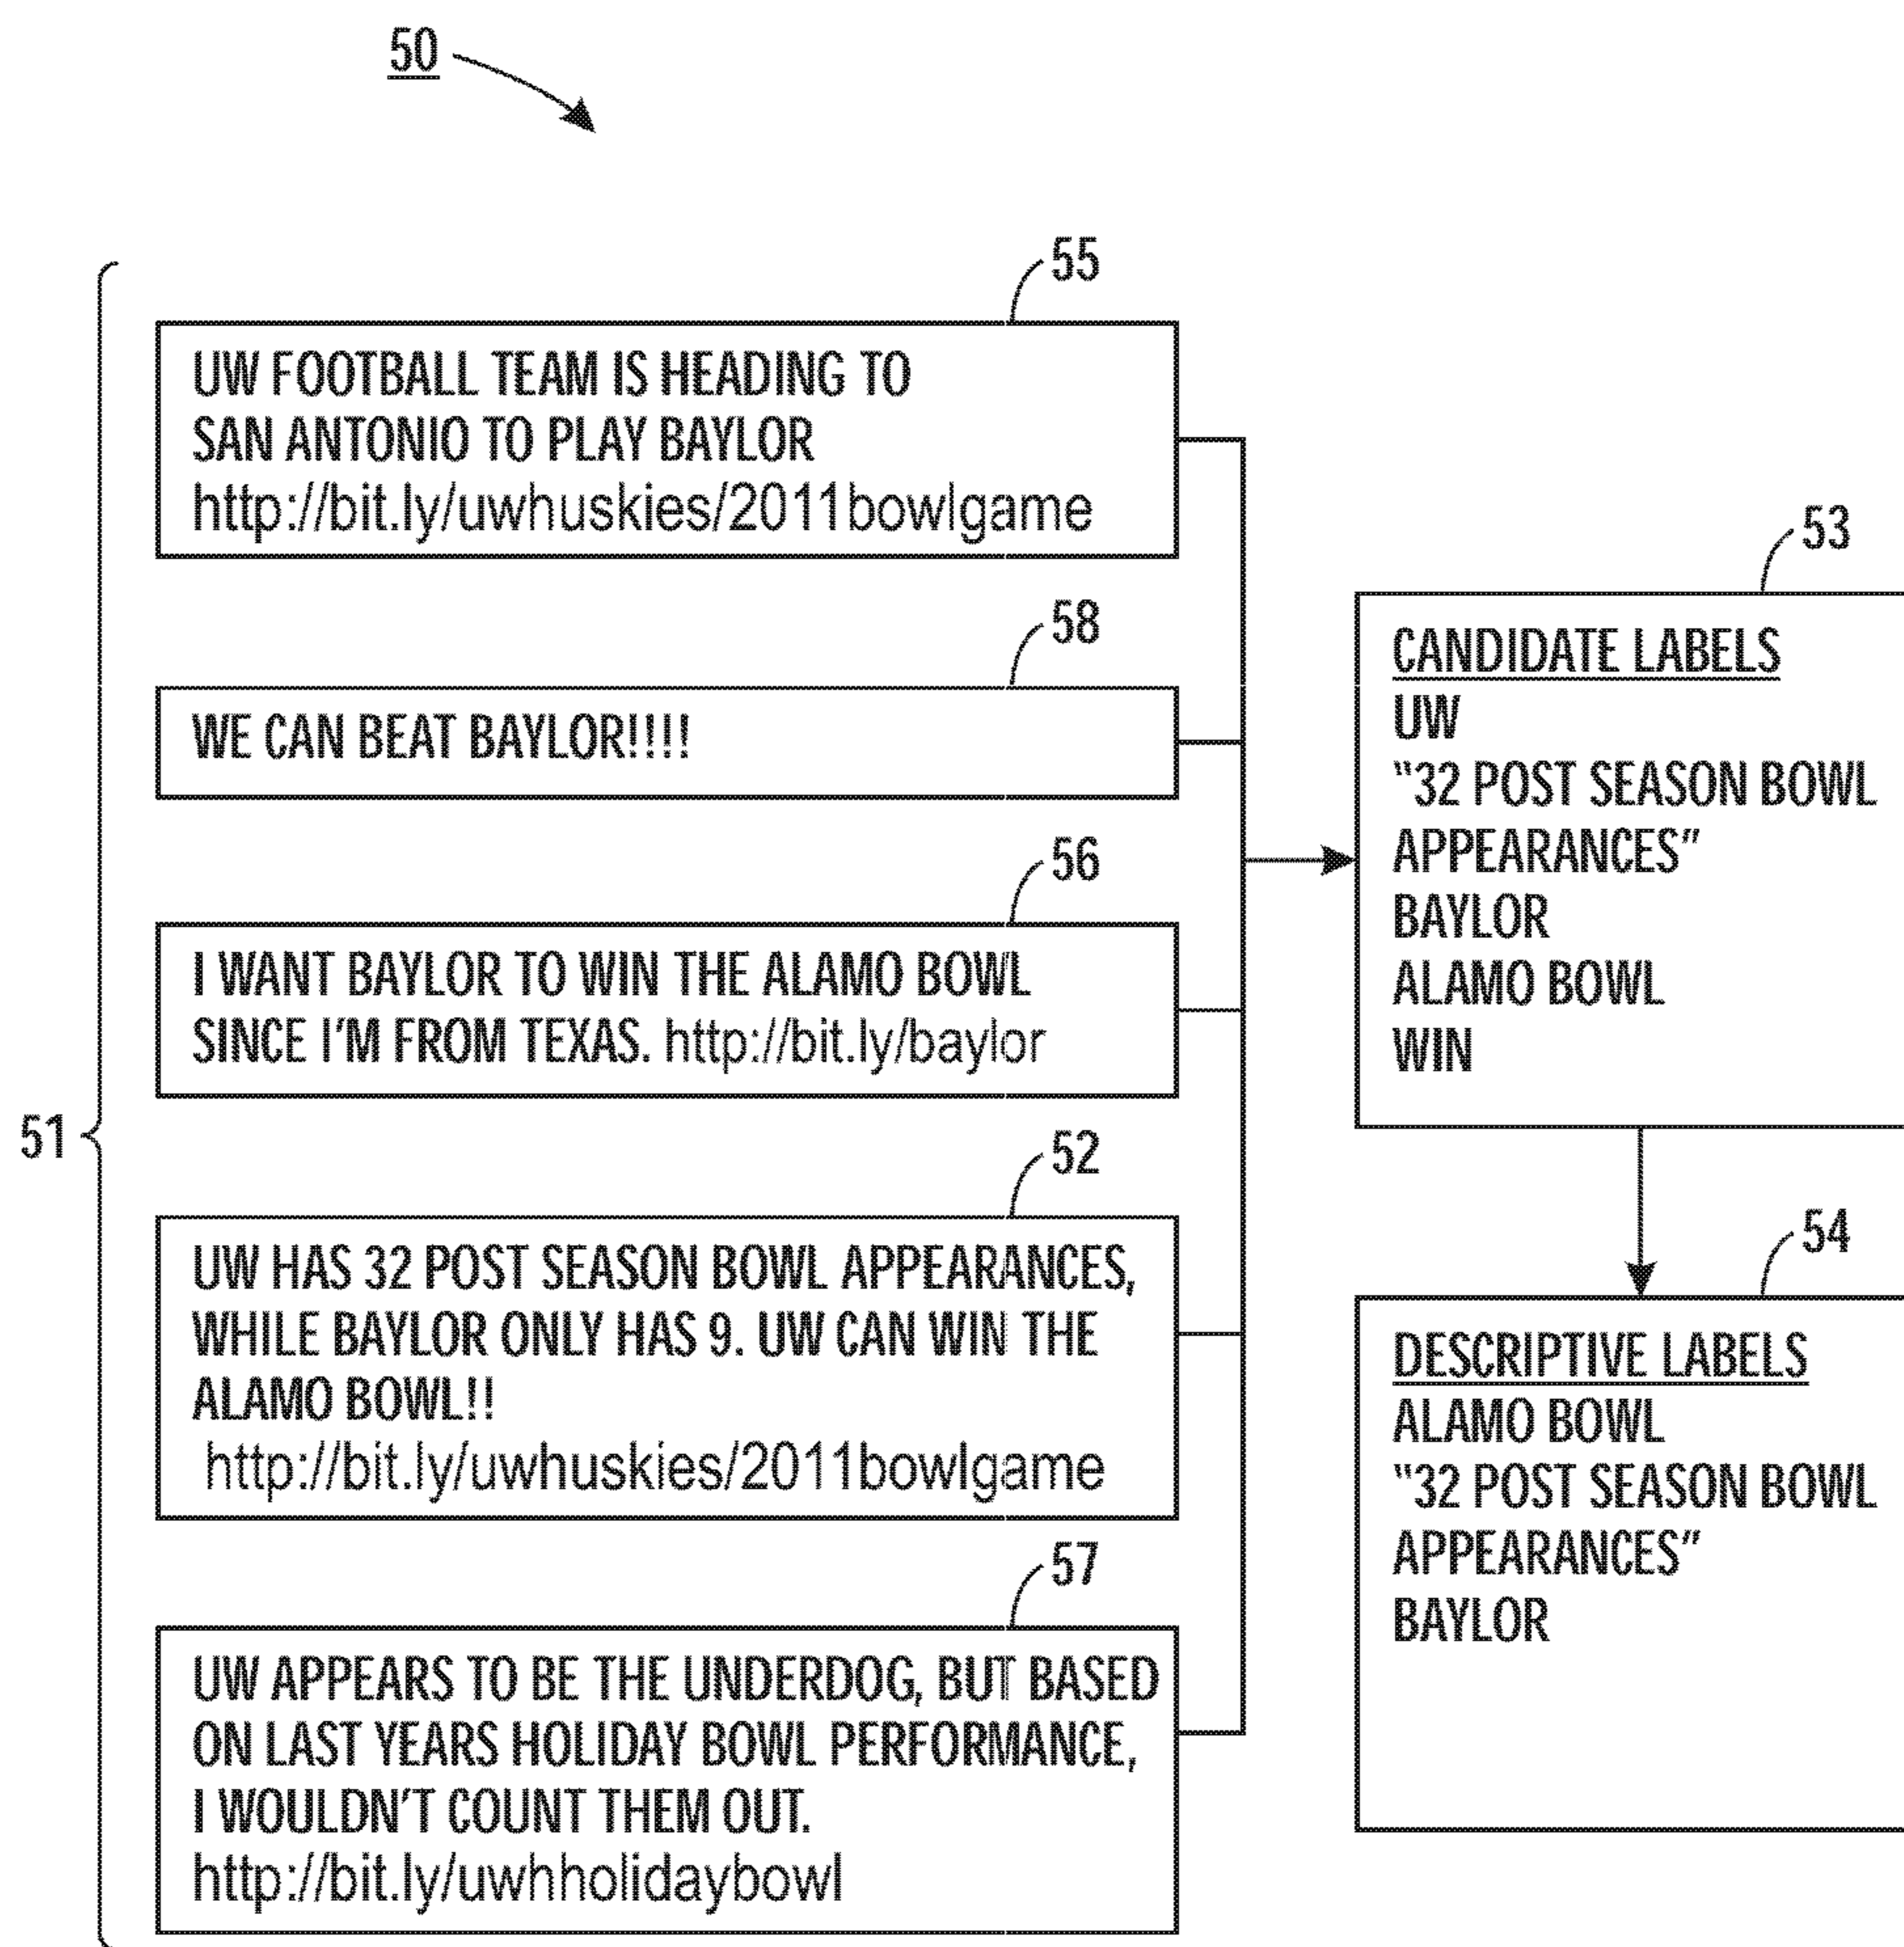 50
55
UW FOOTBALL TEAM IS HEADING TO
SAN ANTONIO TO PLAY BAYLOR
http://bit.ly/uwhuskies/2011bowlgame
58
WE CAN BEAT BAYLOR!!!!
56
I WANT BAYLOR TO WIN THE ALAMO BOWL
SINCE I'M FROM TEXAS. http://bit.ly/baylor
51
52
UW HAS 32 POST SEASON BOWL APPEARANCES,
WHILE BAYLOR ONLY HAS 9. UW CAN WIN THE
ALAMO BOWL!!
http://bit.ly/uwhuskies/2011bowlgame
57
UW APPEARS TO BE THE UNDERDOG, BUT BASED
ON LAST YEARS HOLIDAY BOWL PERFORMANCE,
I WOULDN'T COUNT THEM OUT.
http://bit.ly/uwhholidaybowl
53
CANDIDATE LABELS
UW
"32 POST SEASON BOWL
APPEARANCES"
BAYLOR
ALAMO BOWL
WIN
54
DESCRIPTIVE LABELS
ALAMO BOWL
"32 POST SEASON BOWL
APPEARANCES"
BAYLOR